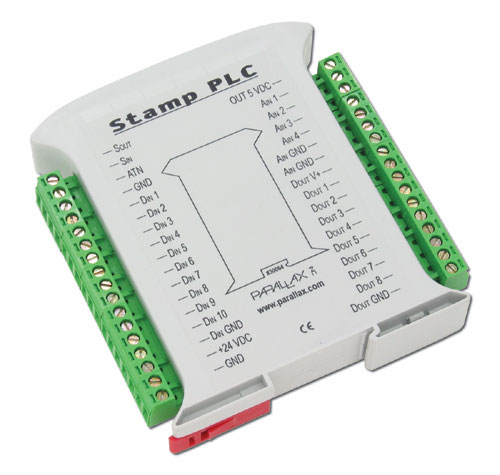 Stamp PLC
SOUT
SIN
ATN
GND
DIN 1
DIN 2
DIN 3
DIN 4
DIN 5
DIN 6
DIN 7
DIN 8
DIN 9
DIN 10
DIN GND
+24 VDC
GND
OUT 5 VDC
AIN 1
AIN 2
AIN 3
AIN 4
AIN GND
AIN GND
DOUT V+
DOUT 1
DOUT 2
DOUT 3
DOUT 4
DOUT 5
DOUT 6
DOUT 7
DOUT 8
DOUT GND
#30064
PARALLAX
www.parallax.com
CE